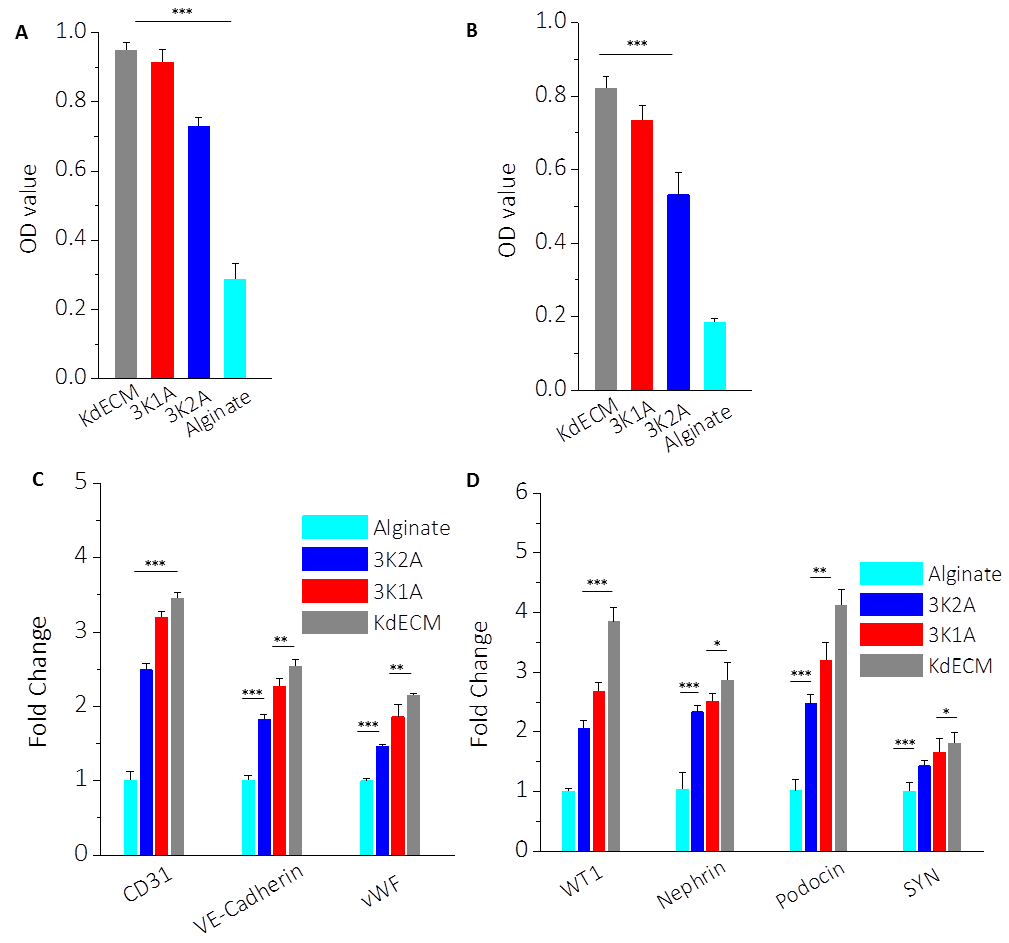 A
***
OD value
1.0
0.8
0.6
0.4
0.2
0.0
KdECM
3K1A
3K2A
Alginate
B
***
OD value
1.0
0.8
0.6
0.4
0.2
0.0
KdECM
3K1A
3K2A
Alginate
C
Fold Change
5
4
3
2
1
0
***
***
**
***
**
Alginate
3K2A
3K1A
KdECM
CD31
VE-Cadherin
vWF
D
Fold Change
6
5
4
3
2
1
0
***
***
*
***
**
***
*
Alginate
3K2A
3K1A
KdECM
WT1
Nephrin
Podocin
SYN